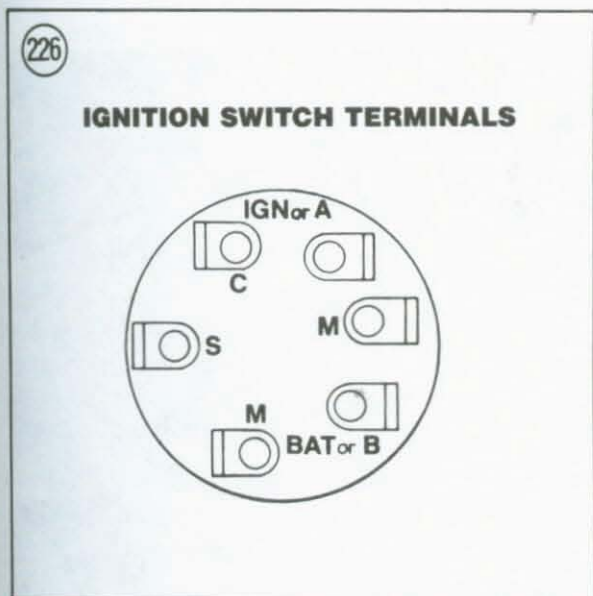 226
IGNITION SWITCH TERMINALS
IGN or A
C
M
S
M
BAT or B